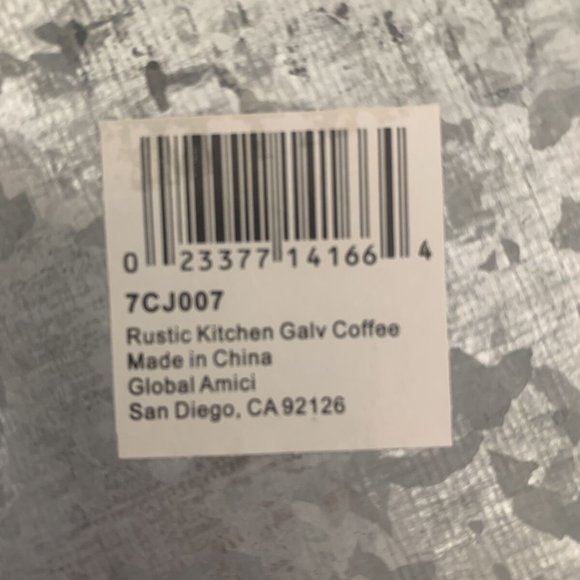 0 23377 14166 4
7CJ007
Rustic Kitchen Galv Coffee
Made in China
Global Amici
San Diego, CA 92126